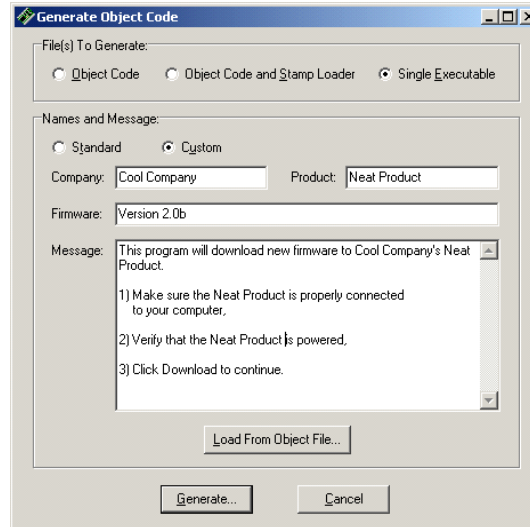 Generate Object Code
File(s) To Generate:
Object Code Object Code and Stamp Loader Single Executable
Names and Message:
Standard Custom
Company: Cool Company Product: Neat Product
Firmware: Version 2.0b
Message: This program will download new firmware to Cool Company's Neat
Product.
1) Make sure the Neat Product is properly connected
to your computer,
2) Verify that the Neat Product is powered,
3) Click Download to continue.
Load From Object File...
Generate... Cancel